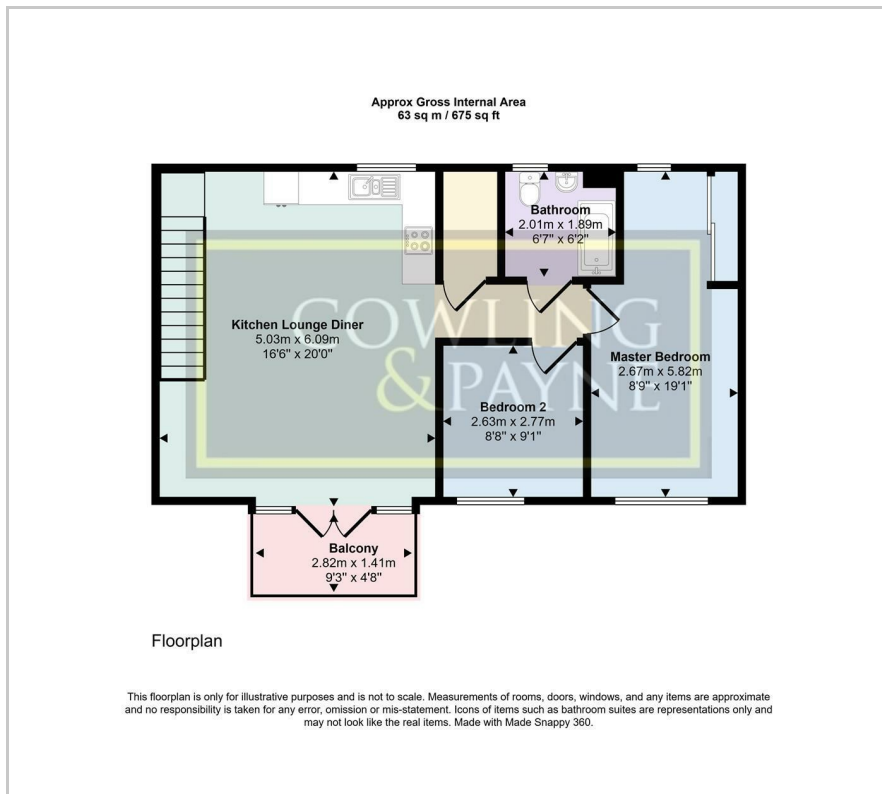 Approx Gross Internal Area
63 sq m / 675 sq ft
Bathroom
2.01m x 1.89m
6'7" x 6'2"
COWLING
&PAYNE
Kitchen Lounge Diner
5.03m x 6.09m
16'6" x 20'0"
Master Bedroom
2.67m x 5.82m
8'9" x 19'1"
Bedroom 2
2.63m x 2.77m
8'8" x 9'1"
Balcony
2.82m x 1.41m
9'3" x 4'8"
Floorplan
This floorplan is only for illustrative purposes and is not to scale. Measurements of rooms, doors, windows, and any items are approximate
and no responsibility is taken for any error, omission or mis-statement. Icons of items such as bathroom suites are representations only and
may not look like the real items. Made with Made Snappy 360.